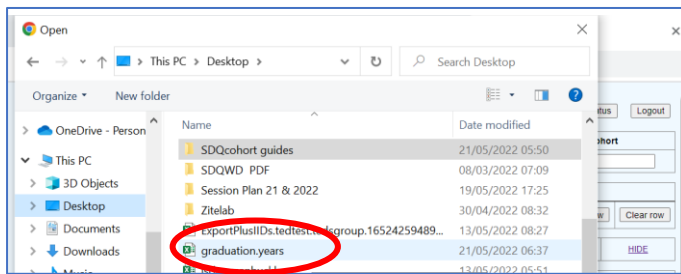 Open
This PC > Desktop >
Search Desktop
Organize
New folder
Name
Date modified
OneDrive - Person
This PC
3D Objects
Desktop
Documents
Downloads
SDQcohort guides 21/05/2022 05:50
SDQWD PDF 08/03/2022 07:09
Session Plan 21 & 2022 19/05/2022 17:25
Zitelab 30/04/2022 08:32
13/05/2022 08:27
graduation.years 21/05/2022 06:37
13/05/2022 05:51
Logout
Clear row
HIDE